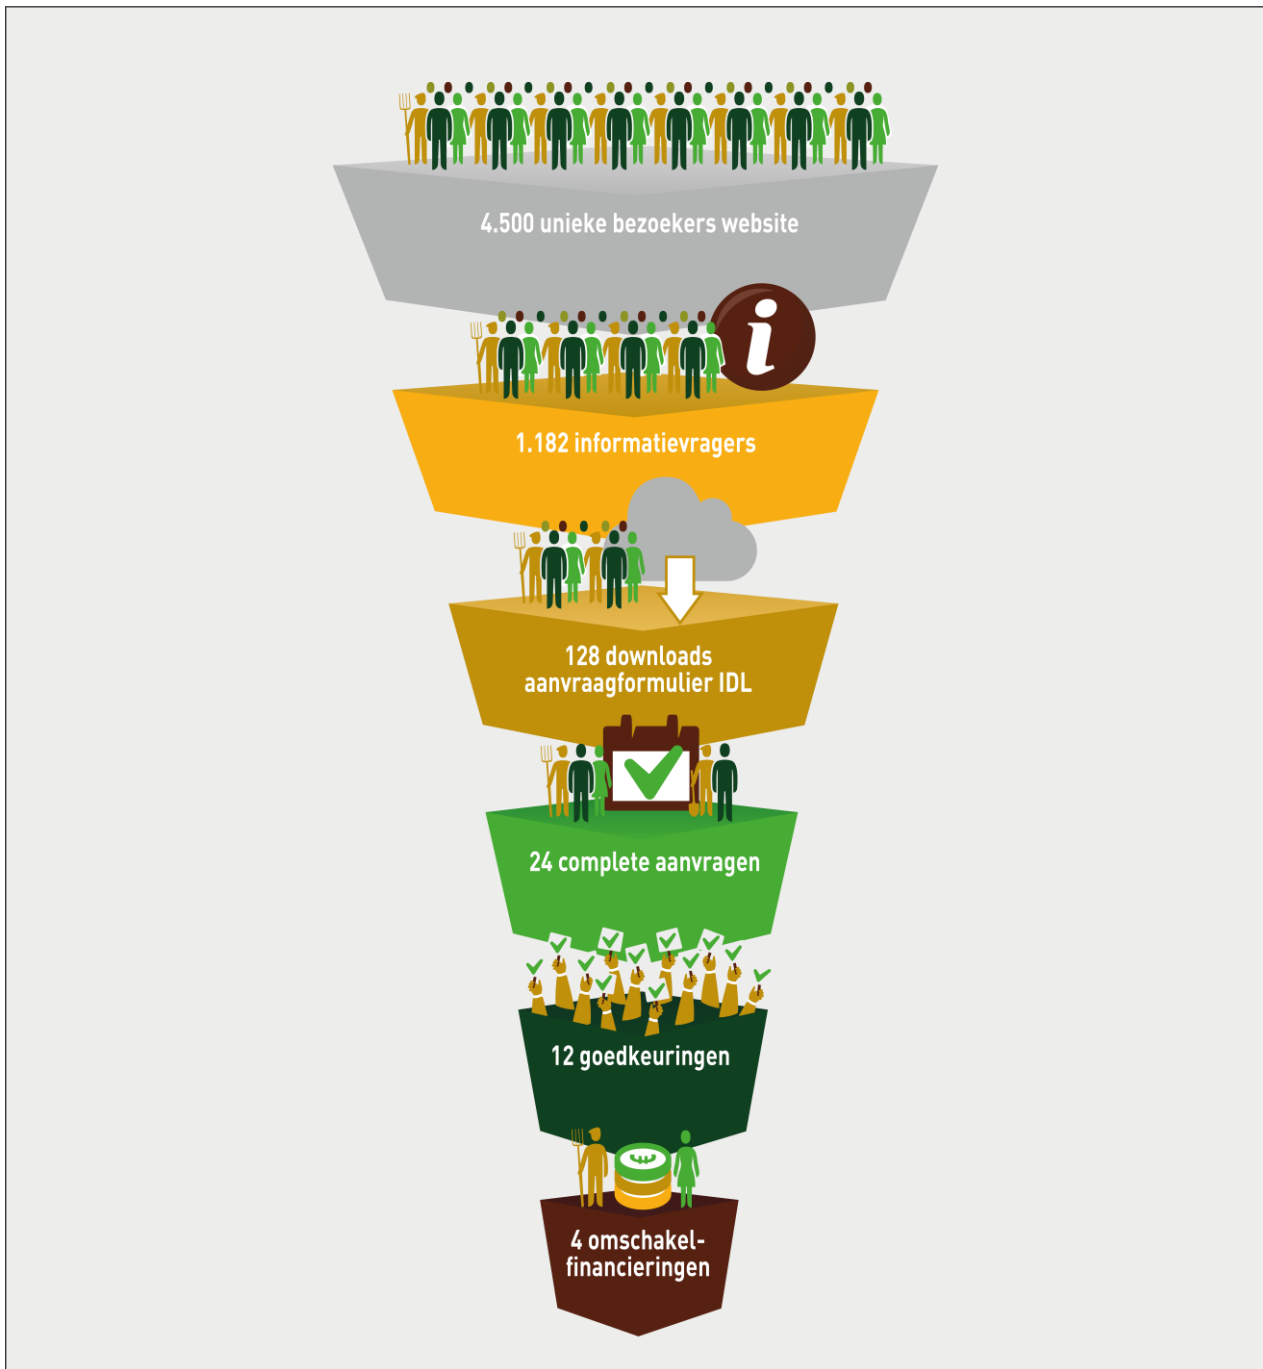 4.500 unieke bezoekers website
i
1.182 informatievragers
128 downloads
aanvraagformulier IDL
24 complete aanvragen
12 goedkeuringen
4 omschakel-
financieringen